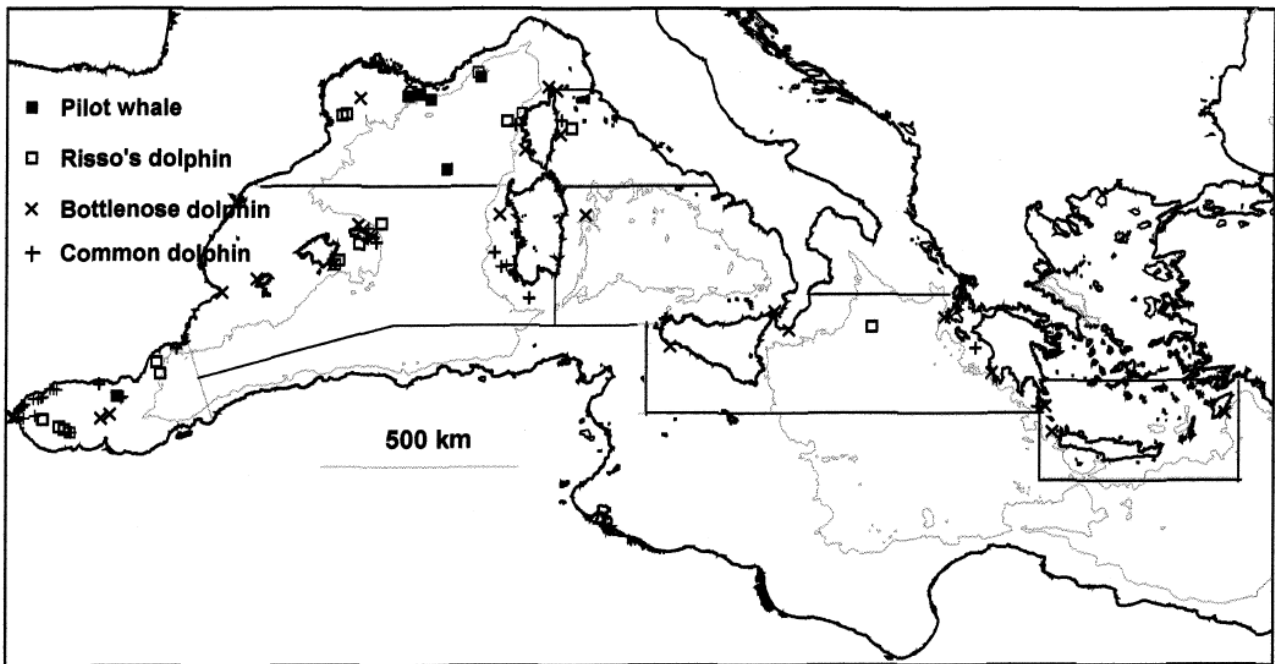 Pilot whale
Risso's dolphin
Bottlenose dolphin
Common dolphin
500 km